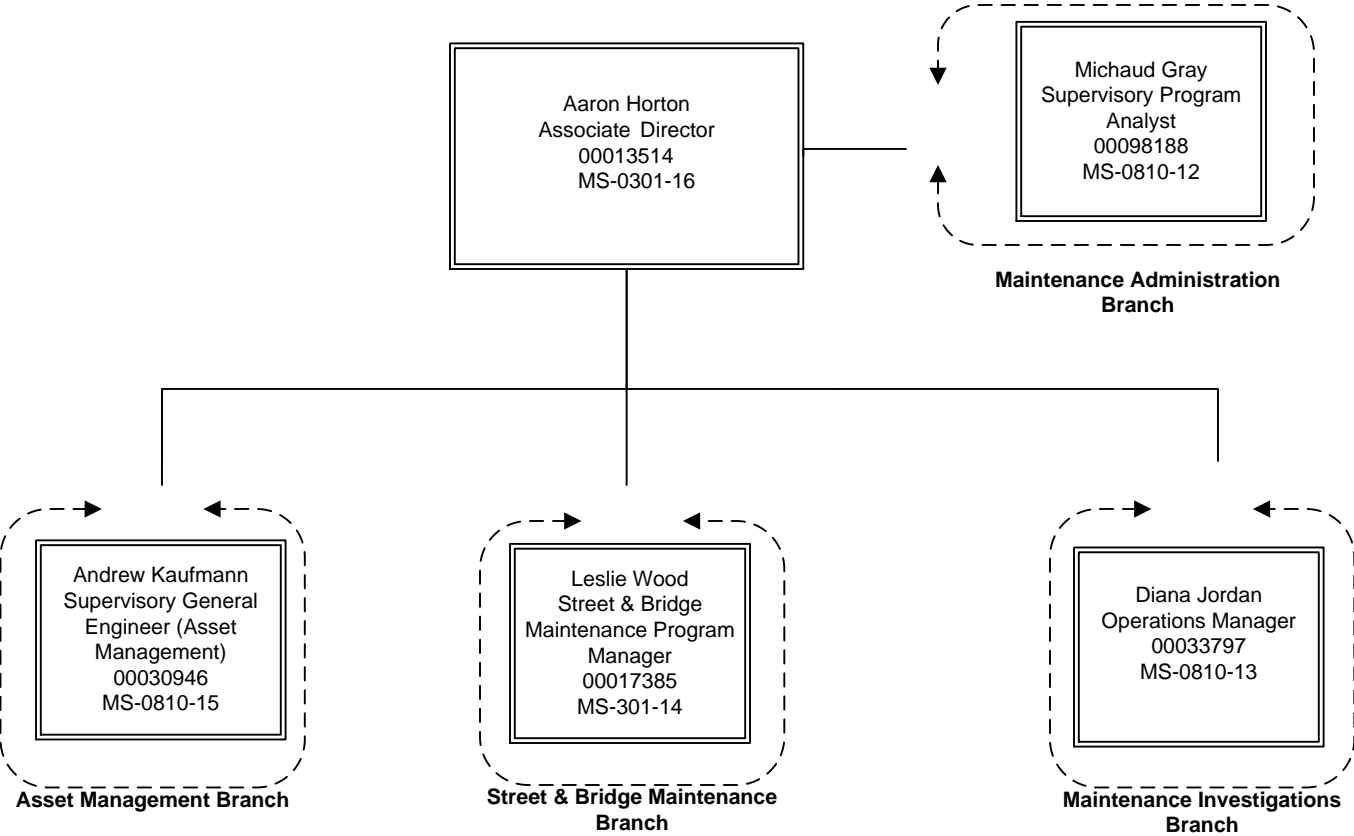 Aaron Horton
Associate Director
00013514
MS-0301-16
Michaud Gray
Supervisory Program
Analyst
00098188
MS-0810-12
Maintenance Administration
Branch
Andrew Kaufmann
Supervisory General
Engineer (Asset
Management)
00030946
MS-0810-15
Asset Management Branch
Leslie Wood
Street & Bridge
Maintenance Program
Manager
00017385
MS-301-14
Street & Bridge Maintenance
Branch
Diana Jordan
Operations Manager
00033797
MS-0810-13
Maintenance Investigations
Branch